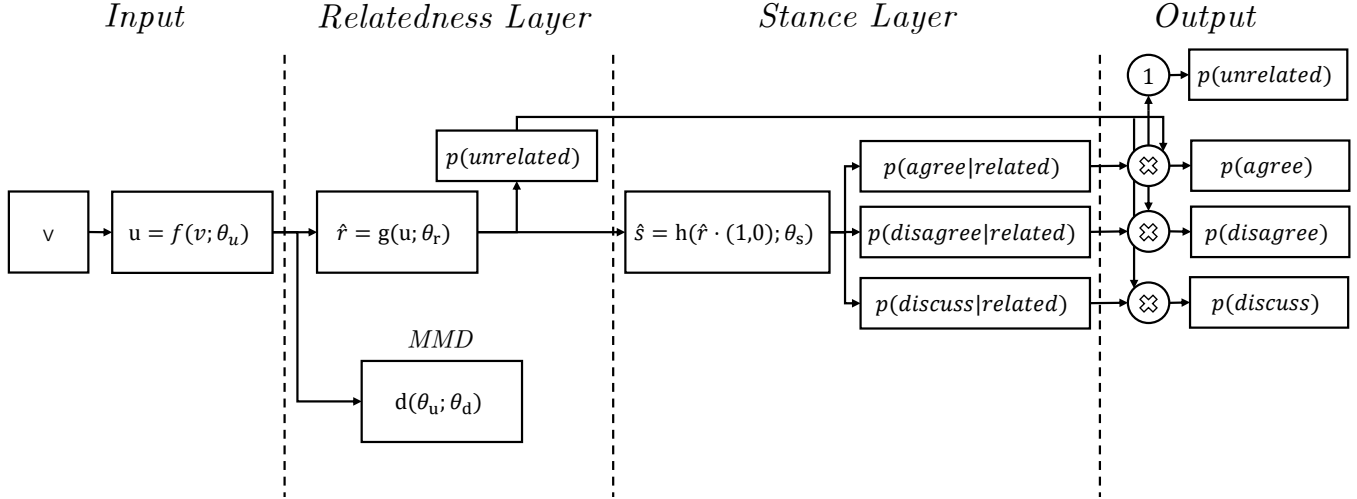 Input
Relatedness Layer
Stance Layer
Output
1
p(unrelated)
p(unrelated)
p(agree|related)
⊗
p(agree)
v
u = f(v; θ_u)
r̂ = g(u; θ_r)
ŝ = h(r̂ · (1,0); θ_s)
p(disagree|related)
⊗
p(disagree)
p(discuss|related)
⊗
p(discuss)
MMD
d(θ_u; θ_d)